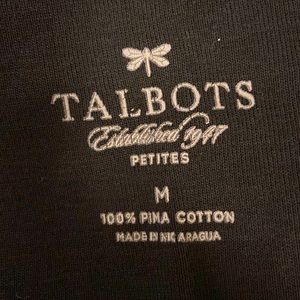 TALBOTS
Established 1947
PETITES
M
100% PIMA COTTON
MADE IN NICARAGUA